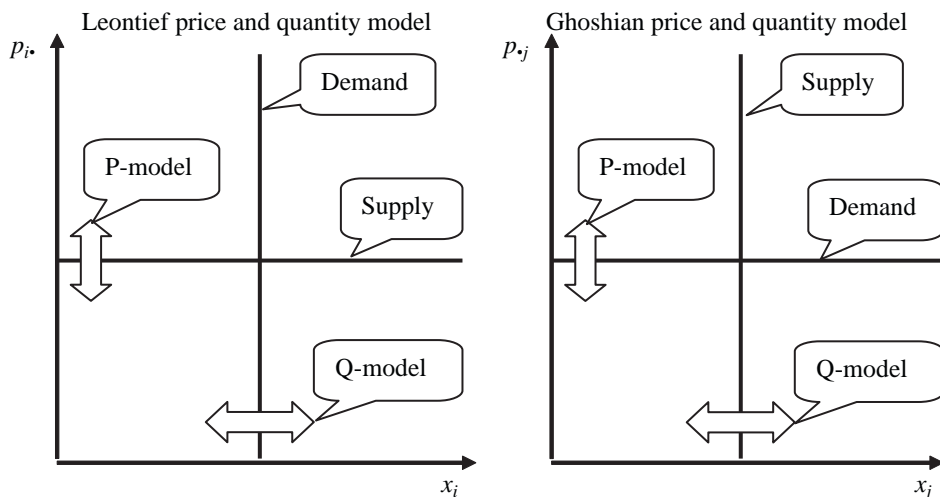 Leontief price and quantity model
p_i•
Demand
P-model
Supply
Q-model
x_i
Ghoshian price and quantity model
p_•j
Supply
P-model
Demand
Q-model
x_j